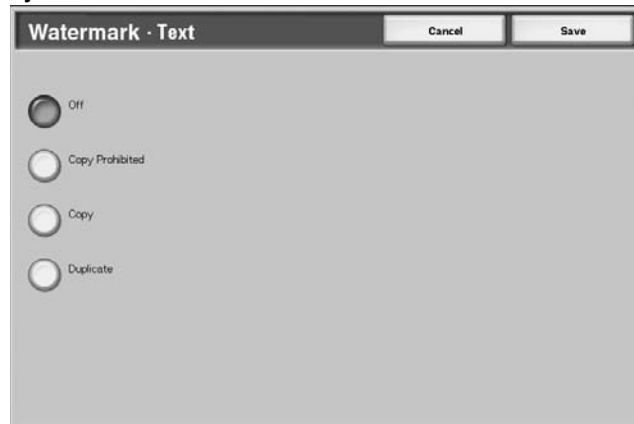 Watermark · Text
Cancel
Save
Off
Copy Prohibited
Copy
Duplicate